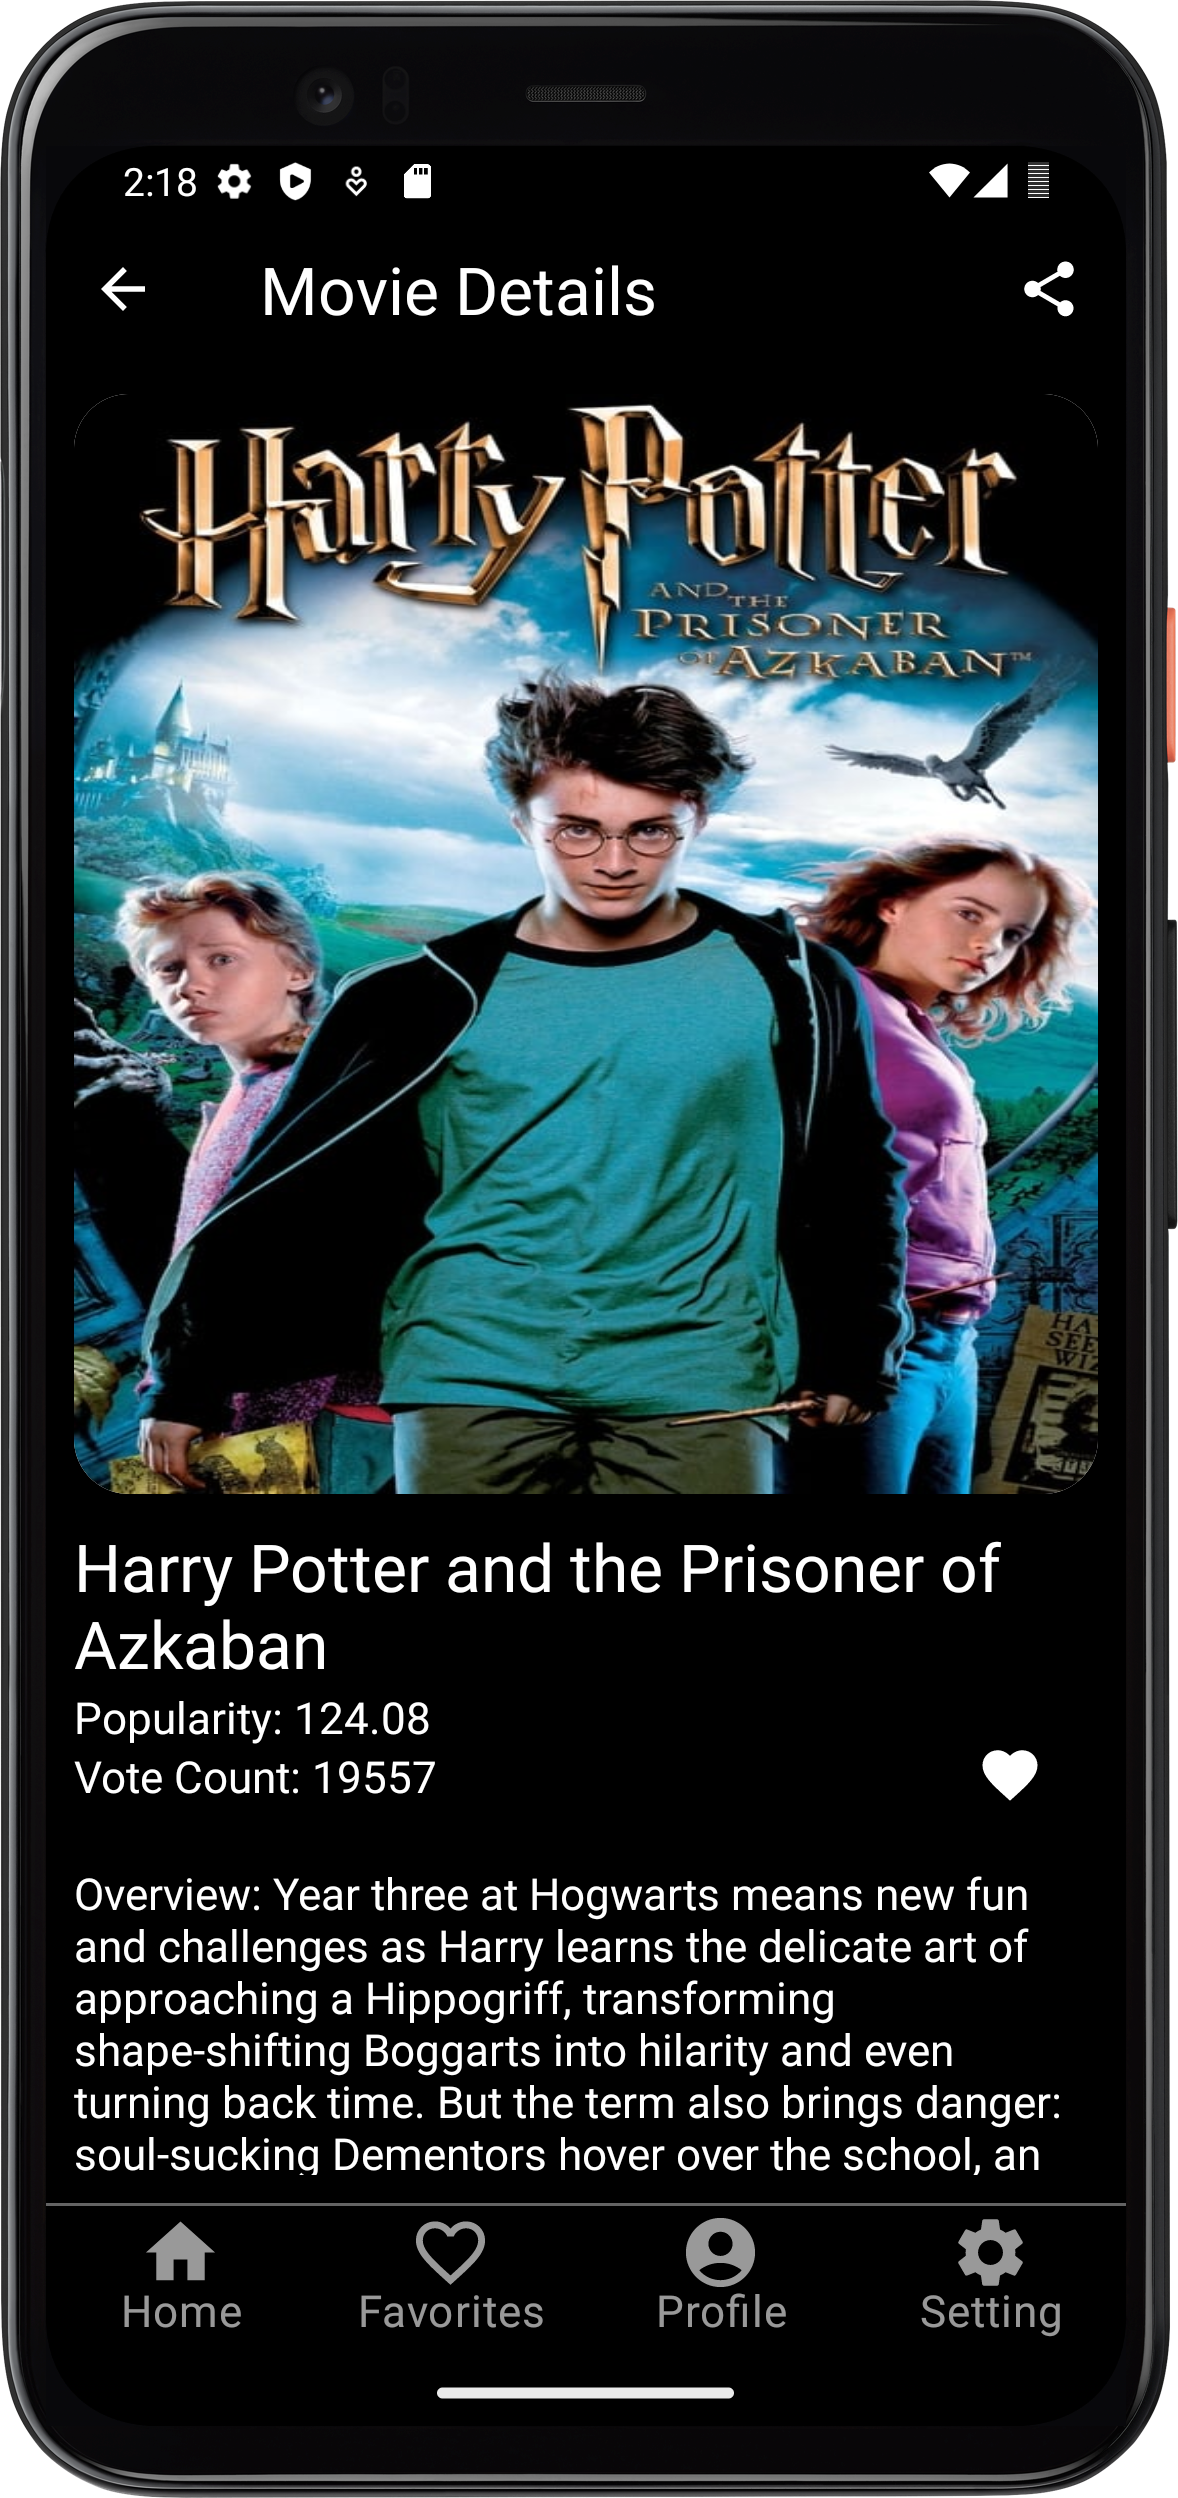 2:18
Movie Details
Harry Potter
AND THE
PRISONER
OF AZKABAN™
HA
SEE
WIZ
Harry Potter and the Prisoner of
Azkaban
Popularity: 124.08
Vote Count: 19557
Overview: Year three at Hogwarts means new fun
and challenges as Harry learns the delicate art of
approaching a Hippogriff, transforming
shape-shifting Boggarts into hilarity and even
turning back time. But the term also brings danger:
soul-sucking Dementors hover over the school, an
Home
Favorites
Profile
Setting